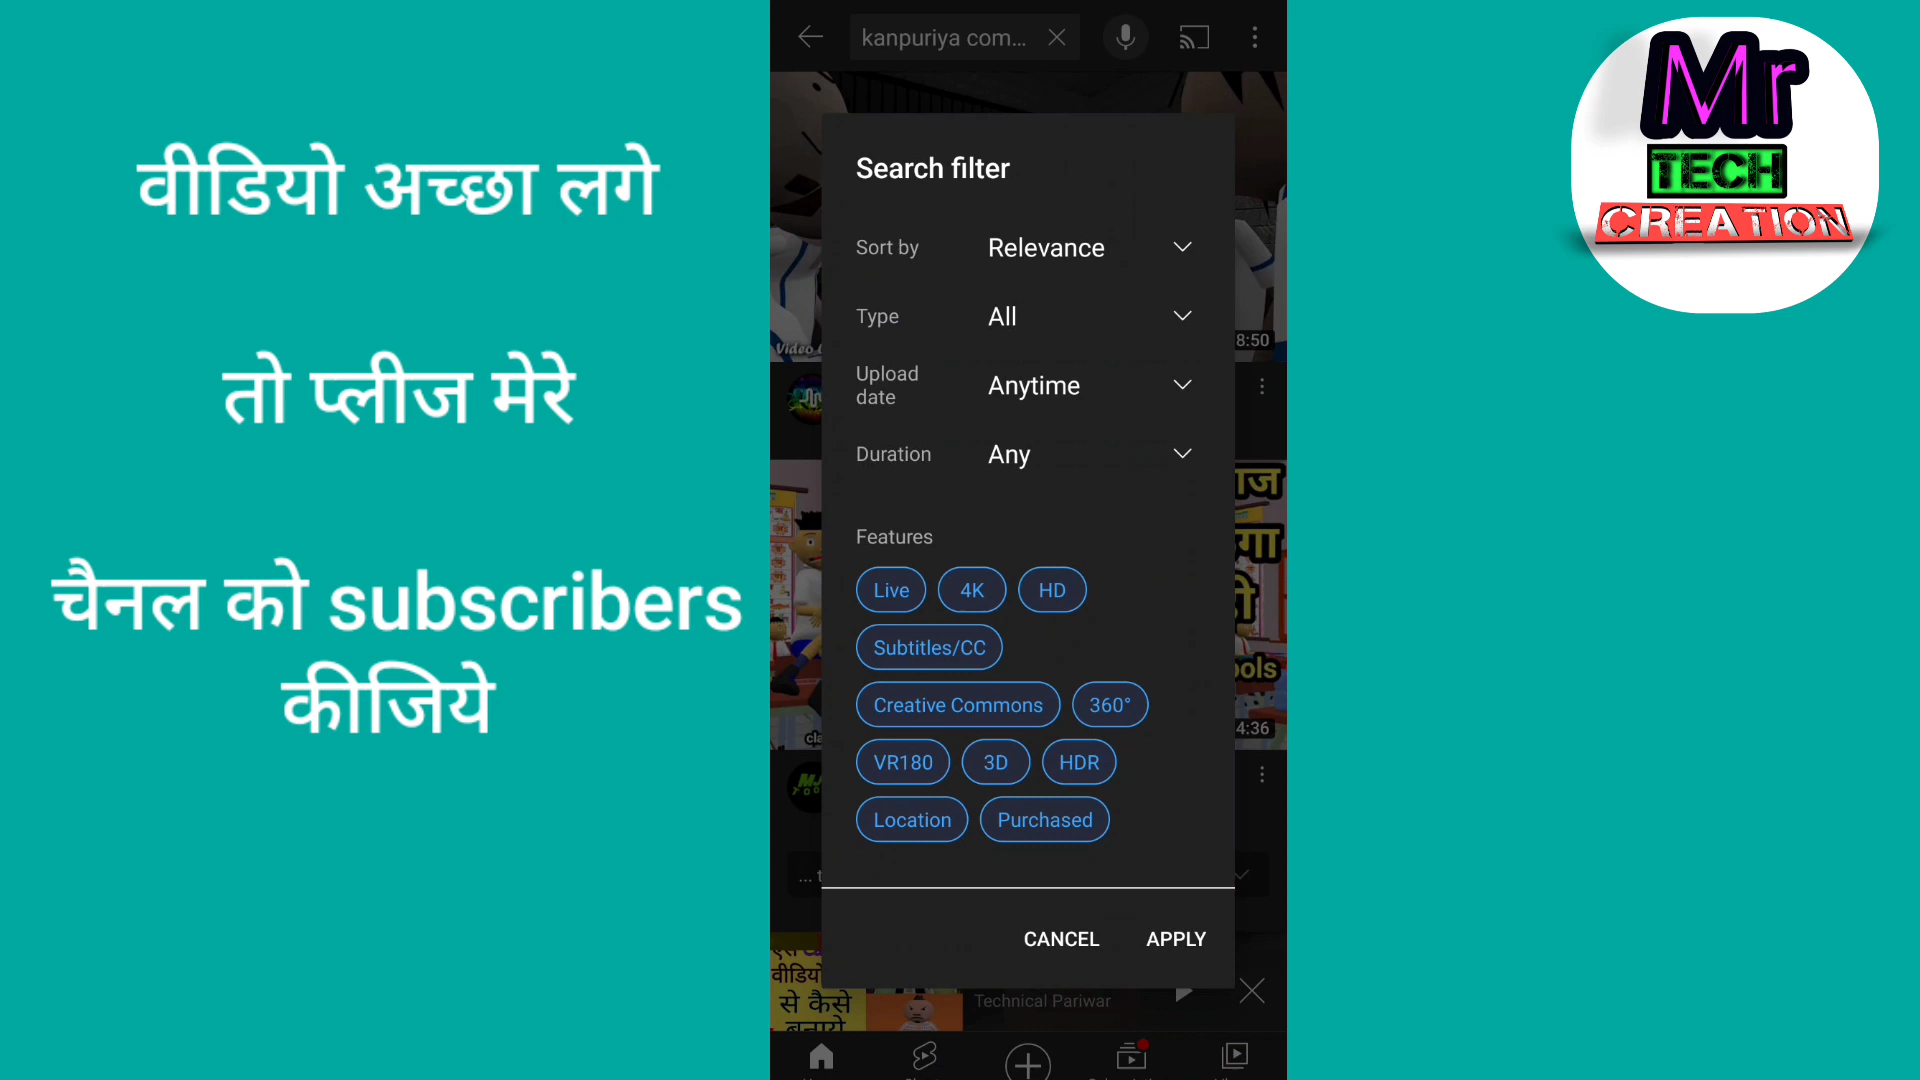 वीडियो अच्छा लगे
तो प्लीज मेरे
चैनल को subscribers
कीजिये
kanpuriya com...
Search filter
Sort by Relevance
Type All
Upload date Anytime
Duration Any
Features
Live 4K HD
Subtitles/CC
Creative Commons 360°
VR180 3D HDR
Location Purchased
CANCEL APPLY
8:50
4:36
Technical Pariwar
वीडियो
से कैसे
बनाये
Mr
TECH
CREATION